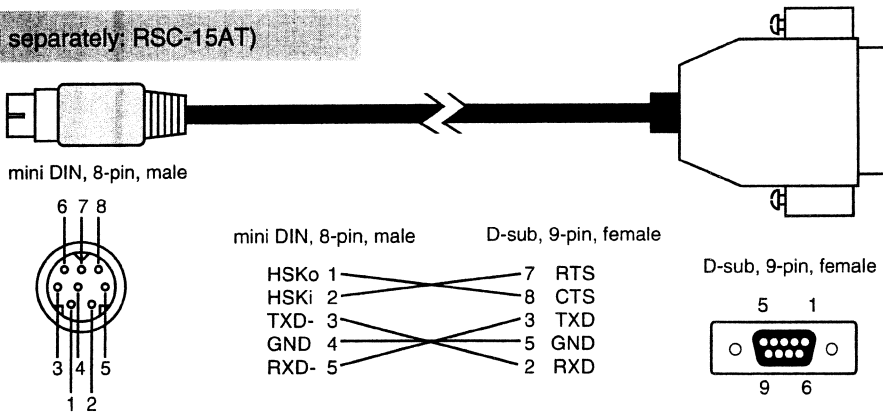 separately: RSC-15AT)
mini DIN, 8-pin, male
6 7 8
3 4 5
1 2
mini DIN, 8-pin, male D-sub, 9-pin, female
HSKo 1 7 RTS
HSKi 2 8 CTS
TXD- 3 3 TXD
GND 4 5 GND
RXD- 5 2 RXD
D-sub, 9-pin, female
5 1
9 6